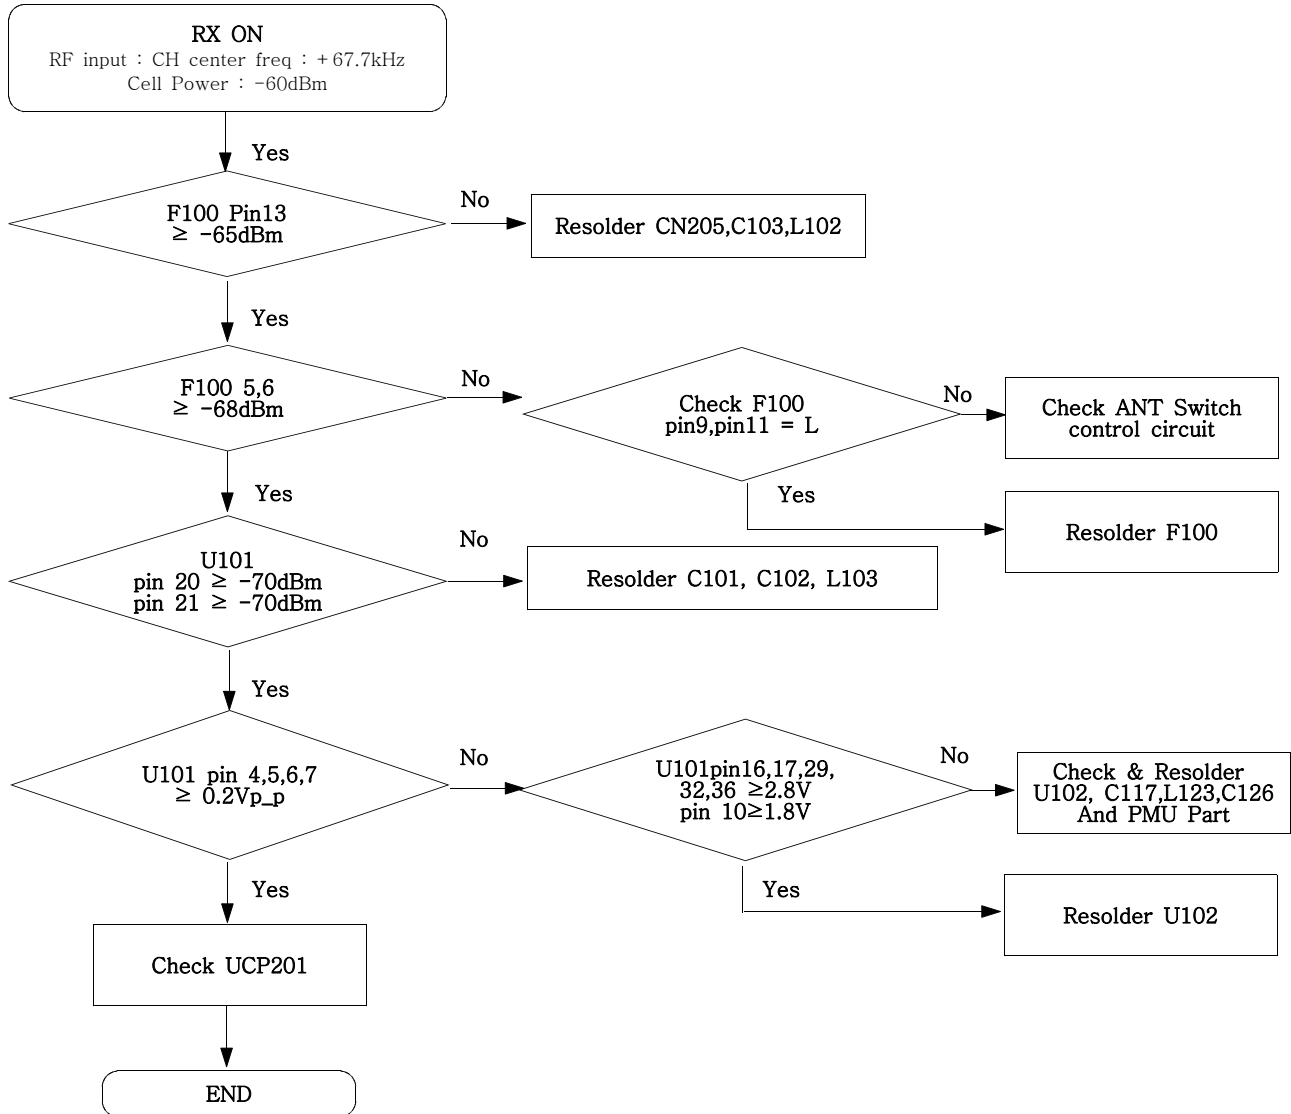 RX ON
RF input : CH center freq : +67.7kHz
Cell Power : -60dBm
Yes
F100 Pin13
≥ -65dBm
No
Resolder CN205,C103,L102
Yes
F100 5,6
≥ -68dBm
No
Check F100
pin9,pin11 = L
No
Check ANT Switch
control circuit
Yes
Resolder F100
Yes
U101
pin 20 ≥ -70dBm
pin 21 ≥ -70dBm
No
Resolder C101, C102, L103
Yes
U101 pin 4,5,6,7
≥ 0.2Vp_p
No
U101pin16,17,29,
32,36 ≥2.8V
pin 10≥1.8V
No
Check & Resolder
U102, C117,L123,C126
And PMU Part
Yes
Resolder U102
Yes
Check UCP201
END